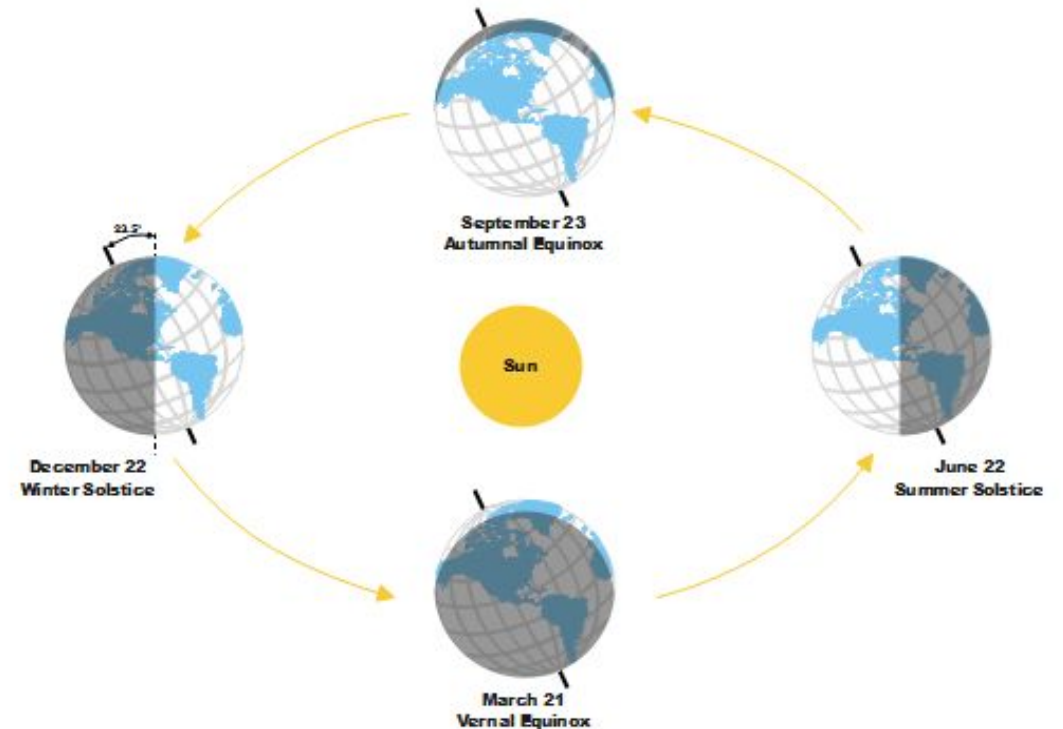 September 23
Autumnal Equinox
23.5°
Sun
December 22
Winter Solstice
June 22
Summer Solstice
March 21
Vernal Equinox